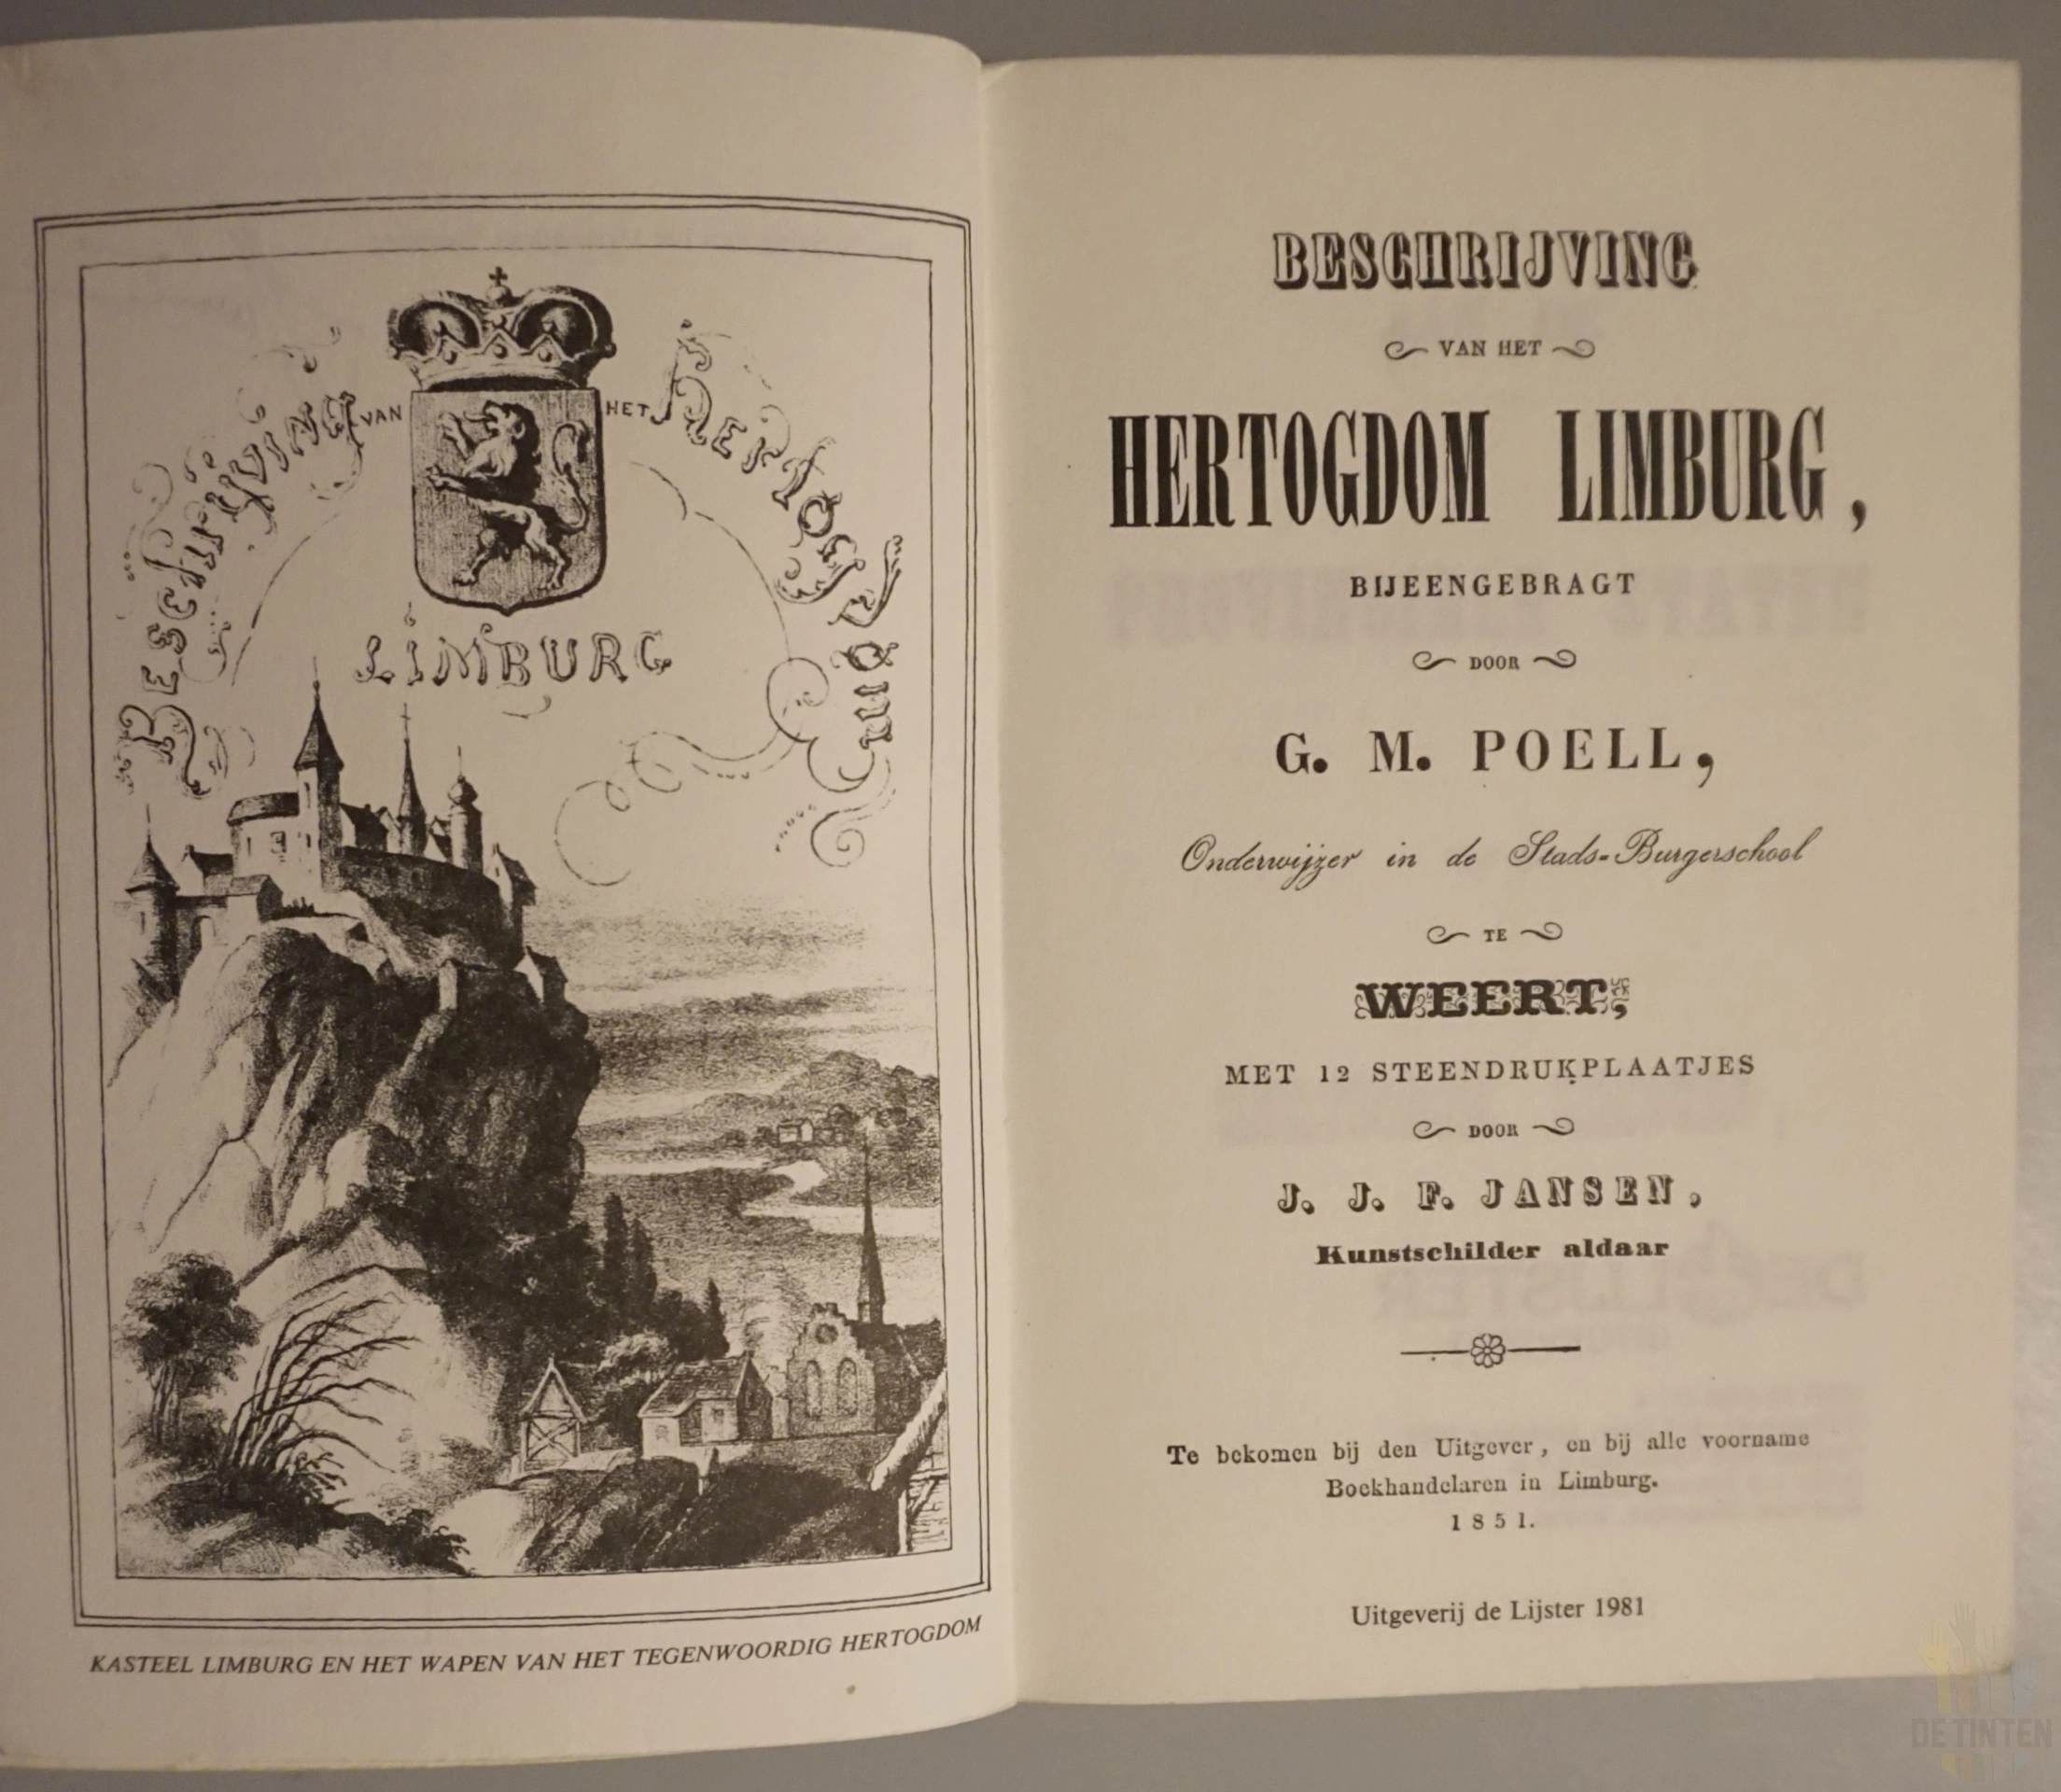 Beschrijving VAN HET Hertogdom
LIMBURG
KASTEEL LIMBURG EN HET WAPEN VAN HET TEGENWOORDIG HERTOGDOM
BESCHRIJVING
VAN HET
HERTOGDOM LIMBURG,
BIJEENGEBRAGT
DOOR
G. M. POELL,
Onderwijzer in de Stads-Burgerschool
TE
WEERT,
MET 12 STEENDRUKPLAATJES
DOOR
J. J. F. JANSEN,
Kunstschilder aldaar
Te bekomen bij den Uitgever, en bij alle voorname
Boekhandelaren in Limburg.
1851.
Uitgeverij de Lijster 1981
DE TINTEN